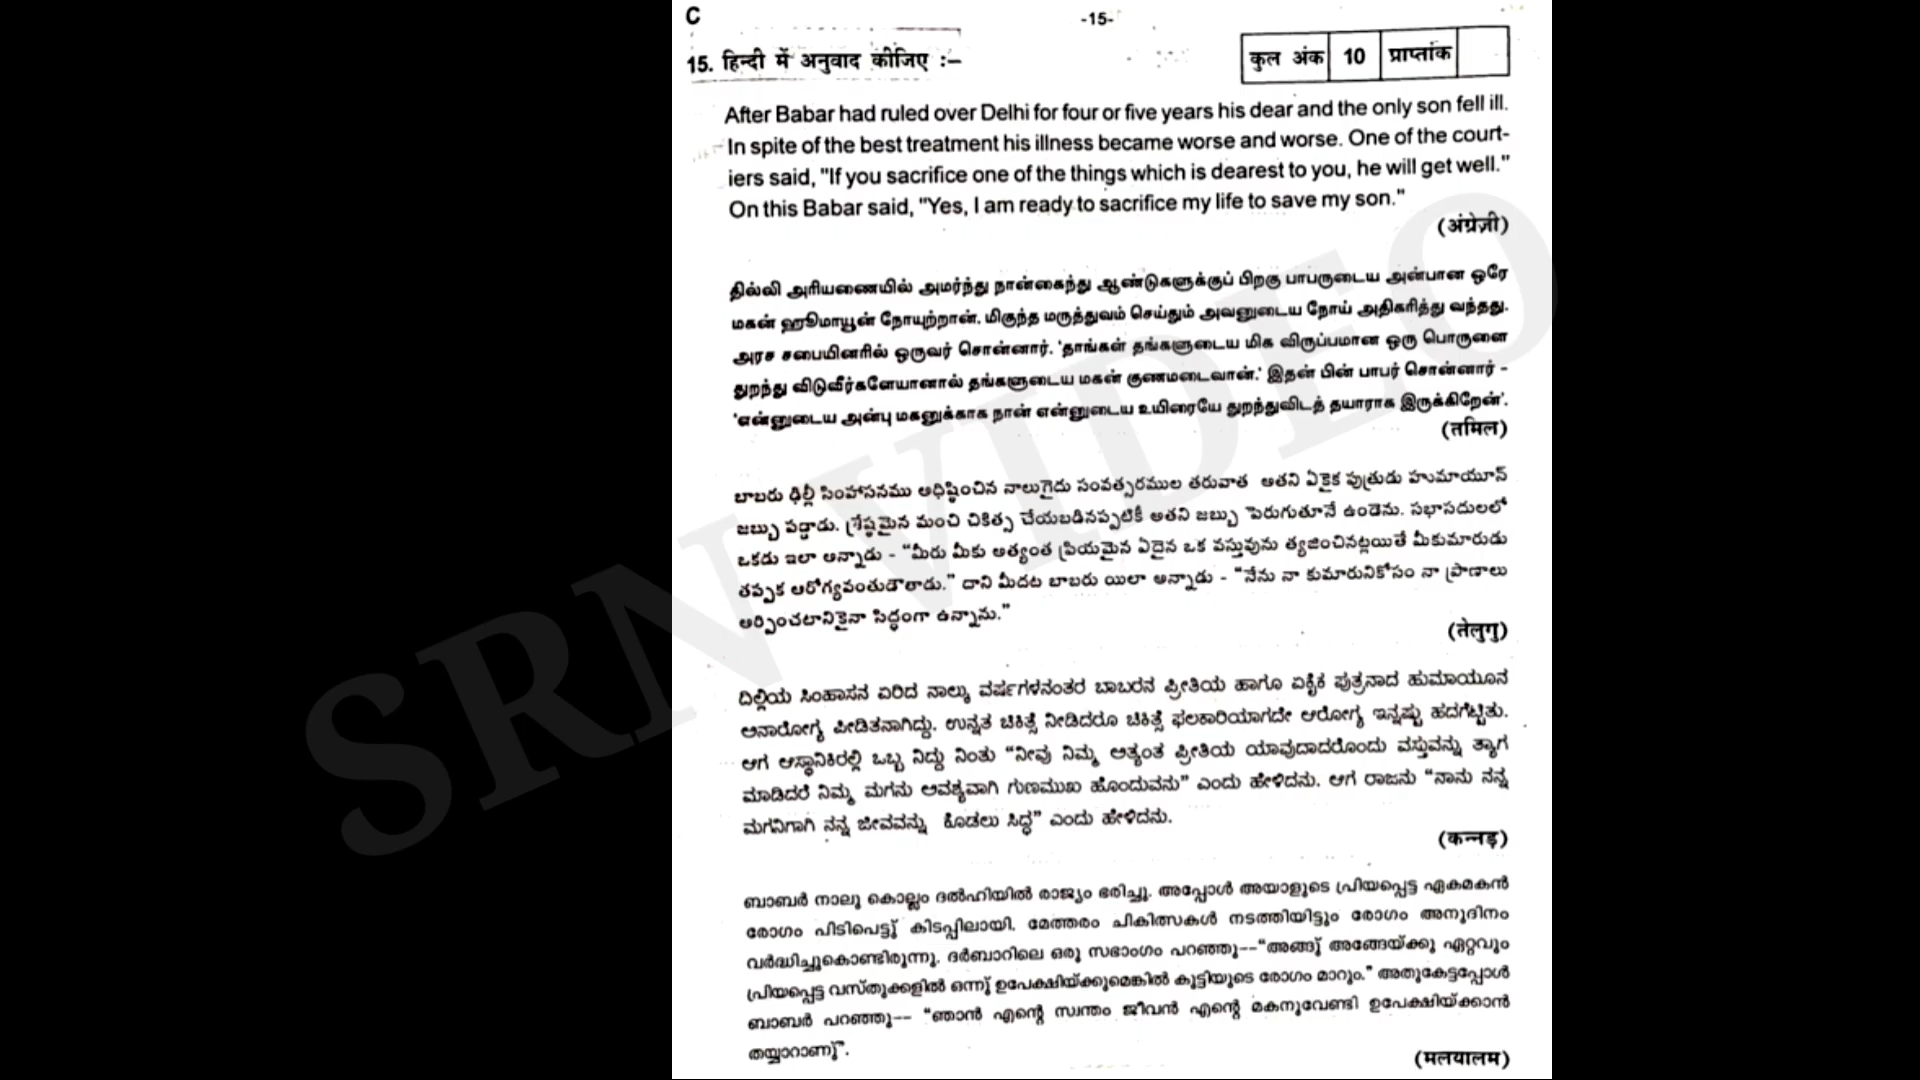 C
-15-
15. हिन्दी में अनुवाद कीजिए :–
कुल अंक 10 प्राप्तांक
After Babar had ruled over Delhi for four or five years his dear and the only son fell ill.
In spite of the best treatment his illness became worse and worse. One of the court-
iers said, "If you sacrifice one of the things which is dearest to you, he will get well."
On this Babar said, "Yes, I am ready to sacrifice my life to save my son."
(अंग्रेज़ी)
தில்லி அரியணையில் அமர்ந்து நான்கைந்து ஆண்டுகளுக்குப் பிறகு பாபருடைய அன்பான ஒரே
மகன் ஹூமாயூன் நோயுற்றான். மிகுந்த மருத்துவம் செய்தும் அவனுடைய நோய் அதிகரித்து வந்தது.
அரச சபையினரில் ஒருவர் சொன்னார். 'தாங்கள் தங்களுடைய மிக விருப்பமான ஒரு பொருளை
துறந்து விடுவீர்களேயானால் தங்களுடைய மகன் குணமடைவான்.' இதன் பின் பாபர் சொன்னார் -
'என்னுடைய அன்பு மகனுக்காக நான் என்னுடைய உயிரையே துறந்துவிடத் தயாராக இருக்கிறேன்'.
(तमिल)
బాబరు ఢిల్లీ సింహాసనము అధిష్ఠించిన నాలుగైదు సంవత్సరముల తరువాత అతని ఏకైక పుత్రుడు హుమాయూన్
జబ్బు పడ్డాడు. శ్రేష్ఠమైన మంచి చికిత్స చేయబడినప్పటికీ అతని జబ్బు పెరుగుతూనే ఉండెను. సభాసదులలో
ఒకడు ఇలా అన్నాడు - "మీరు మీకు అత్యంత ప్రియమైన ఏదైన ఒక వస్తువును త్యజించినట్లయితే మీకుమారుడు
తప్పక ఆరోగ్యవంతుడౌతాడు." దాని మీదట బాబరు యిలా అన్నాడు - "నేను నా కుమారునికోసం నా ప్రాణాలు
అర్పించటానికైనా సిద్ధంగా ఉన్నాను."
(तेलुगु)
ದಿಲ್ಲಿಯ ಸಿಂಹಾಸನ ಏರಿದ ನಾಲ್ಕು ವರ್ಷಗಳನಂತರ ಬಾಬರನ ಪ್ರೀತಿಯ ಹಾಗೂ ಏಕೈಕ ಪುತ್ರನಾದ ಹುಮಾಯೂನ
ಅನಾರೋಗ್ಯ ಪೀಡಿತನಾಗಿದ್ದು. ಉನ್ನತ ಚಿಕಿತ್ಸೆ ನೀಡಿದರೂ ಚಿಕಿತ್ಸೆ ಫಲಕಾರಿಯಾಗದೇ ಆರೋಗ್ಯ ಇನ್ನಷ್ಟು ಹದಗೆಟ್ಟಿತು.
ಆಗ ಆಸ್ಥಾನಿಕರಲ್ಲಿ ಒಬ್ಬ ನಿದ್ದು ನಿಂತು "ನೀವು ನಿಮ್ಮ ಅತ್ಯಂತ ಪ್ರೀತಿಯ ಯಾವುದಾದರೊಂದು ವಸ್ತುವನ್ನು ತ್ಯಾಗ
ಮಾಡಿದರೆ ನಿಮ್ಮ ಮಗನು ಅವಶ್ಯವಾಗಿ ಗುಣಮುಖ ಹೊಂದುವನು" ಎಂದು ಹೇಳಿದನು. ಆಗ ರಾಜನು "ನಾನು ನನ್ನ
ಮಗನಿಗಾಗಿ ನನ್ನ ಜೀವವನ್ನು ಕೊಡಲು ಸಿದ್ಧ" ಎಂದು ಹೇಳಿದನು.
(कन्नड़)
ബാബർ നാലു കൊല്ലം ദൽഹിയിൽ രാജ്യം ഭരിച്ചു. അപ്പോൾ അയാളുടെ പ്രിയപ്പെട്ട ഏകമകൻ
രോഗം പിടിപെട്ടു് കിടപ്പിലായി. മേത്തരം ചികിത്സകൾ നടത്തിയിട്ടും രോഗം അനുദിനം
വർദ്ധിച്ചുകൊണ്ടിരുന്നു. ദർബാറിലെ ഒരു സഭാംഗം പറഞ്ഞു--"അങ്ങു് അങ്ങേയ്ക്കു ഏറ്റവും
പ്രിയപ്പെട്ട വസ്തുക്കളിൽ ഒന്നു് ഉപേക്ഷിയ്ക്കുമെങ്കിൽ കുട്ടിയുടെ രോഗം മാറും." അതുകേട്ടപ്പോൾ
ബാബർ പറഞ്ഞു-- "ഞാൻ എന്റെ സ്വന്തം ജീവൻ എന്റെ മകനുവേണ്ടി ഉപേക്ഷിയ്ക്കാൻ
തയ്യാറാണു്".
(मलयालम)
SRN VIDEO